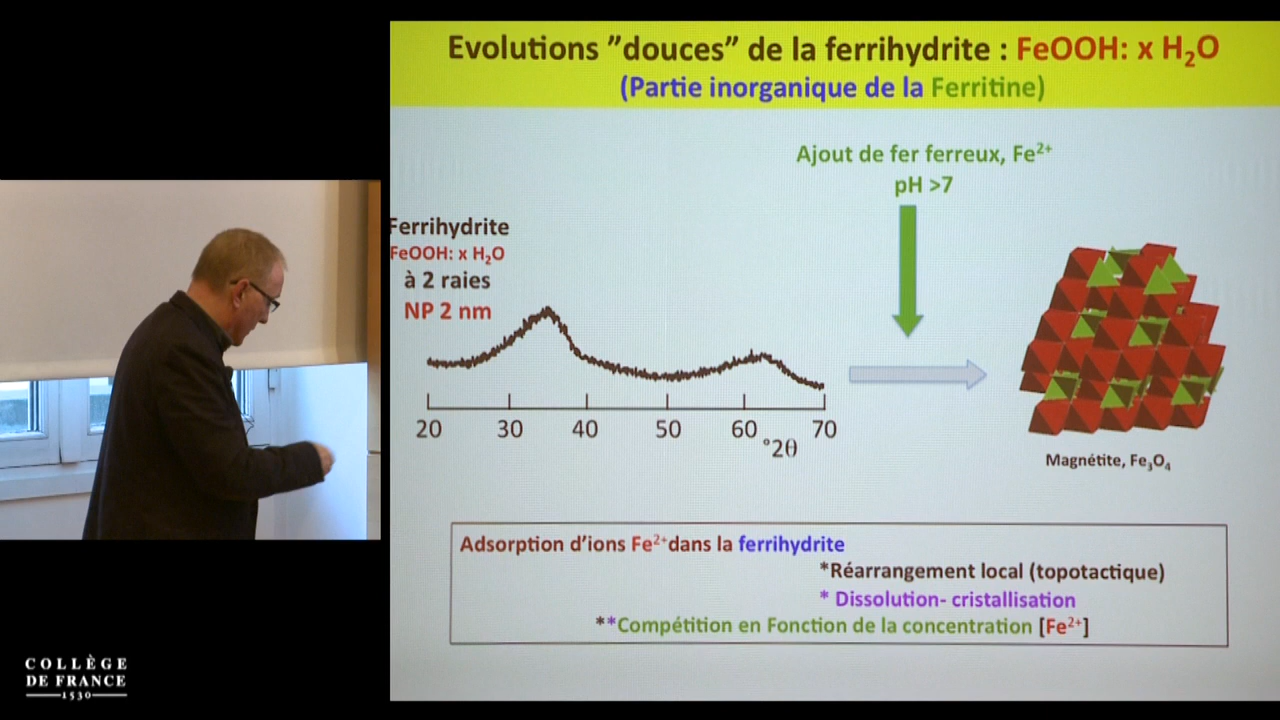 Evolutions ”douces” de la ferrihydrite : FeOOH: x H₂O
(Partie inorganique de la Ferritine)
Ajout de fer ferreux, Fe²⁺
pH >7
Ferrihydrite
FeOOH: x H₂O
à 2 raies
NP 2 nm
20 30 40 50 60 70
°2θ
Magnétite, Fe₃O₄
Adsorption d’ions Fe²⁺ dans la ferrihydrite
*Réarrangement local (topotactique)
* Dissolution- cristallisation
**Compétition en Fonction de la concentration [Fe²⁺]
COLLÈGE
DE FRANCE
1530